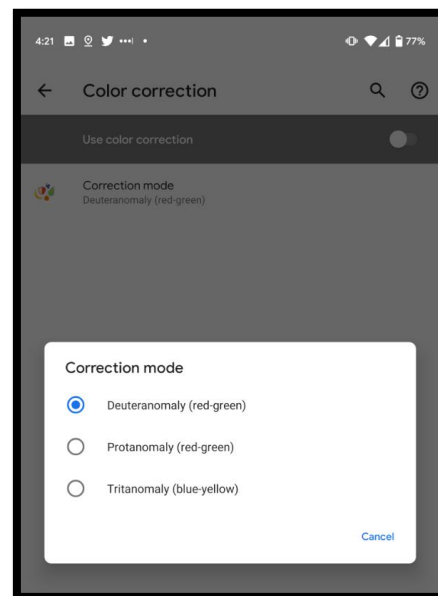 4:21 77%
Color correction
Use color correction
Correction mode
Deuteranomaly (red-green)
Correction mode
Deuteranomaly (red-green)
Protanomaly (red-green)
Tritanomaly (blue-yellow)
Cancel